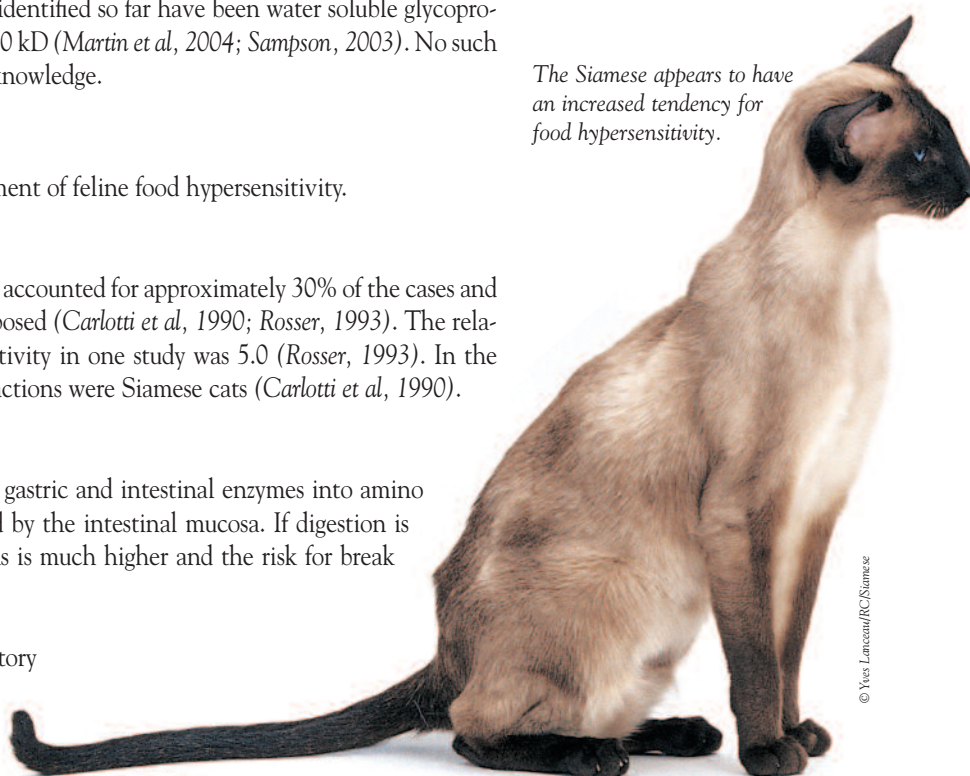 identified so far have been water soluble glycopro-
0 kD (Martin et al, 2004; Sampson, 2003). No such
knowledge.
The Siamese appears to have
an increased tendency for
food hypersensitivity.
ment of feline food hypersensitivity.
accounted for approximately 30% of the cases and
posed (Carlotti et al, 1990; Rosser, 1993). The rela-
tivity in one study was 5.0 (Rosser, 1993). In the
actions were Siamese cats (Carlotti et al, 1990).
gastric and intestinal enzymes into amino
d by the intestinal mucosa. If digestion is
s is much higher and the risk for break
tory
© Yves Lanceau/RC/Siamese